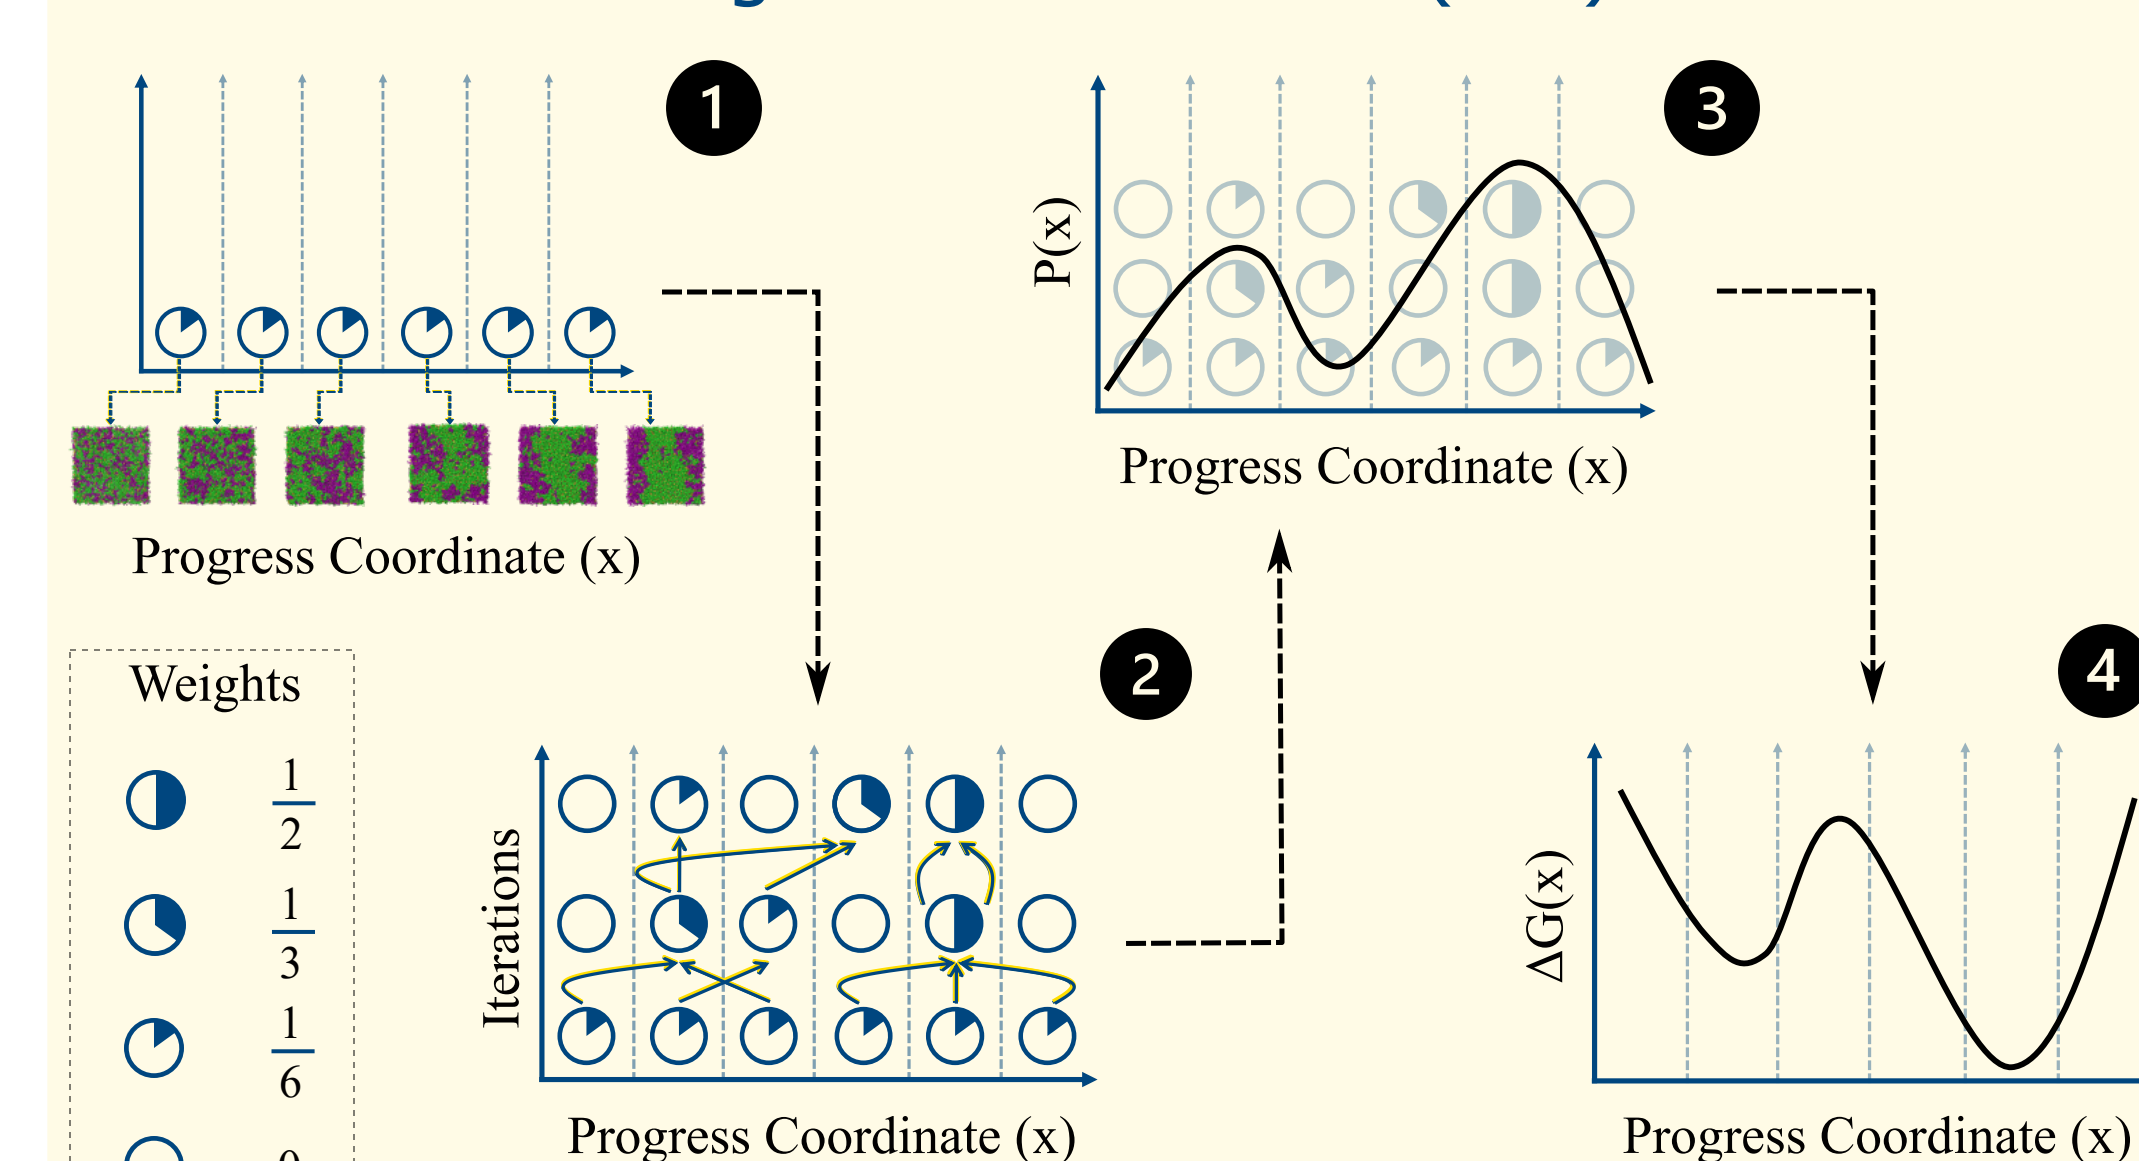 1
Progress Coordinate (x)
Weights
1
2
1
3
1
6
2
Iterations
Progress Coordinate (x)
3
P(x)
Progress Coordinate (x)
4
ΔG(x)
Progress Coordinate (x)